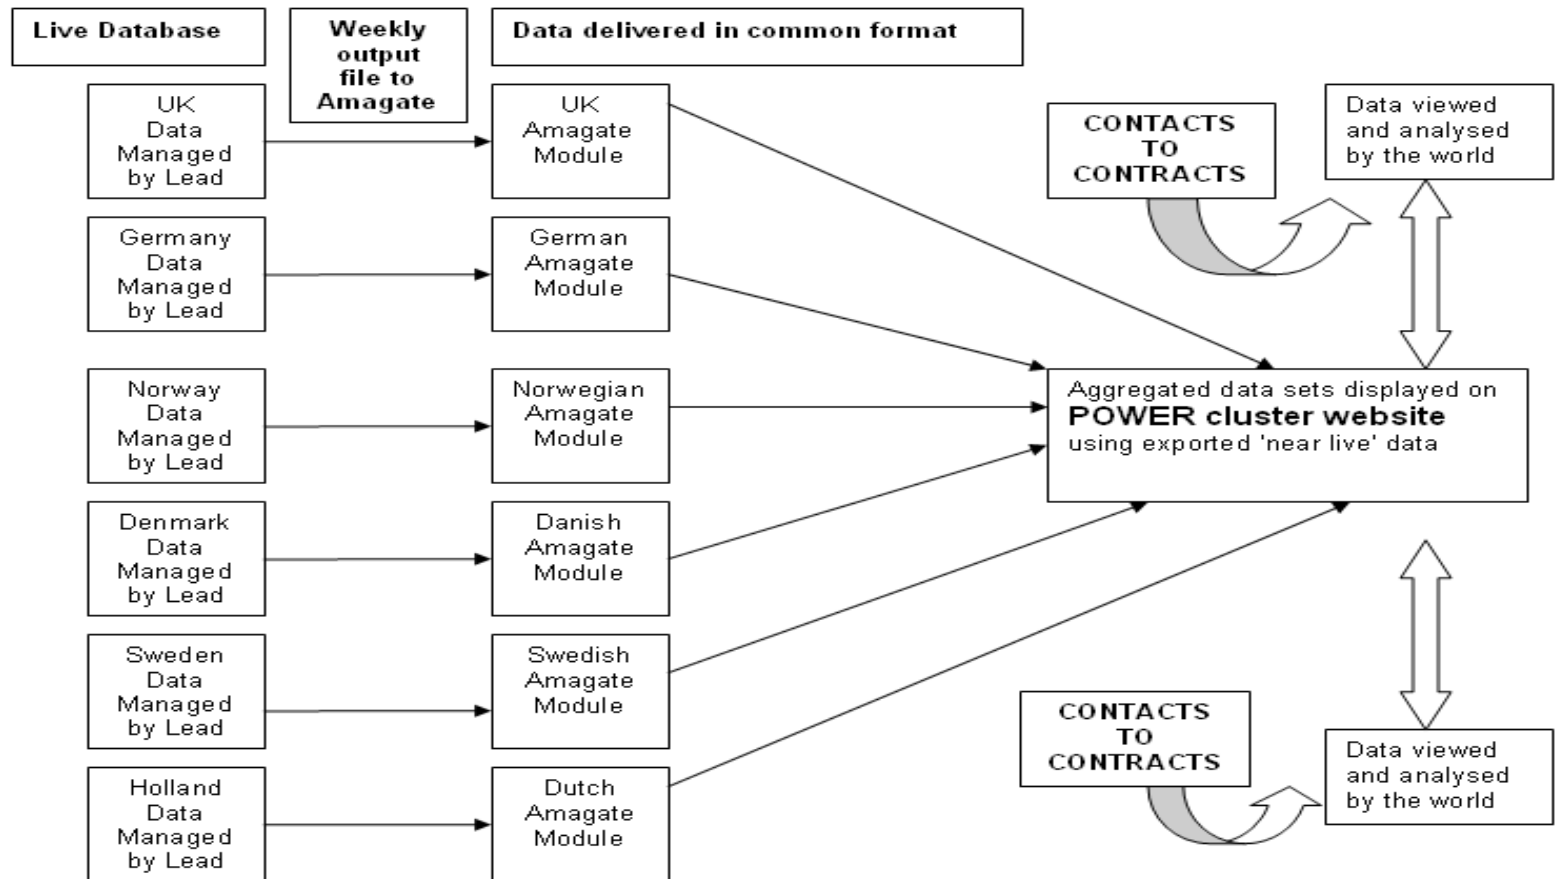 Live Database
Weekly
output
file to
Amagate
Data delivered in common format
UK
Data
Managed
by Lead
UK
Amagate
Module
CONTACTS
TO
CONTRACTS
Data viewed
and analysed
by the world
Germany
Data
Managed
by Lead
German
Amagate
Module
Norway
Data
Managed
by Lead
Norwegian
Amagate
Module
Aggregated data sets displayed on
POWER cluster website
using exported 'near live' data
Denmark
Data
Managed
by Lead
Danish
Amagate
Module
Sweden
Data
Managed
by Lead
Swedish
Amagate
Module
CONTACTS
TO
CONTRACTS
Data viewed
and analysed
by the world
Holland
Data
Managed
by Lead
Dutch
Amagate
Module